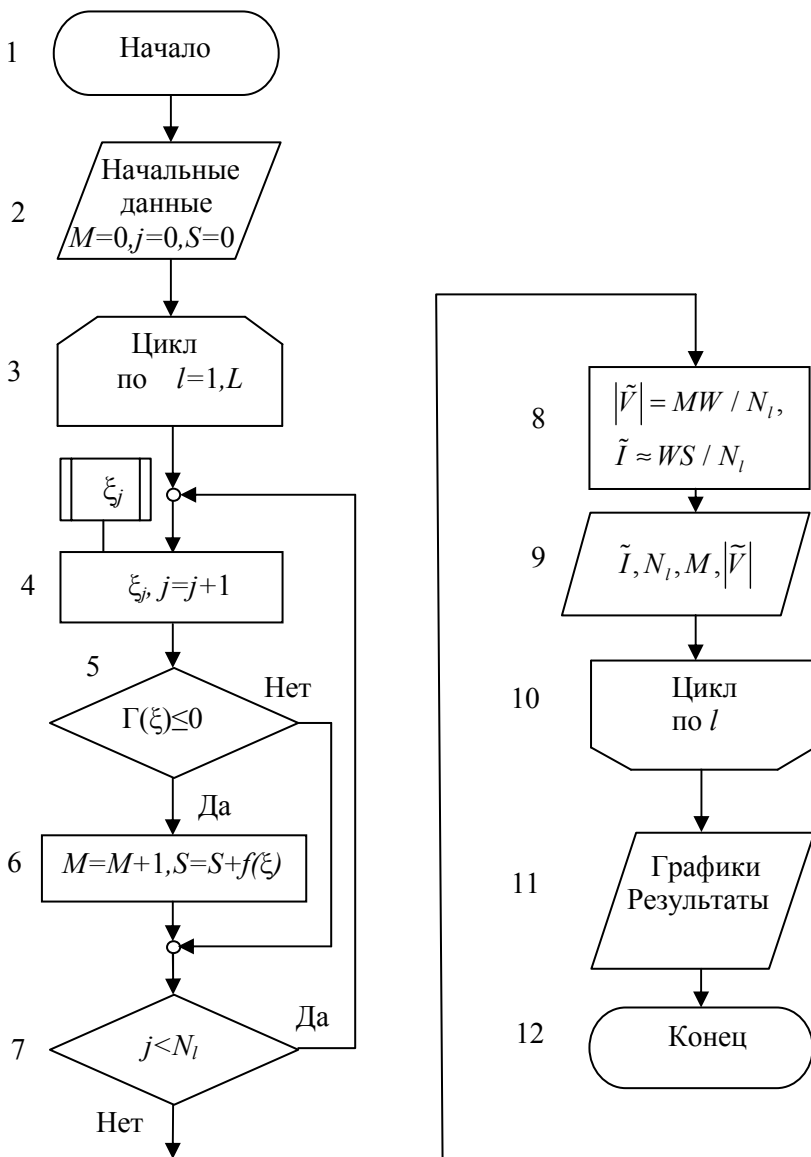 1
Начало
2
Начальные
данные
M=0,j=0,S=0
3
Цикл
по l=1,L
ξj
4
ξj, j=j+1
5
Γ(ξ)≤0
Нет
Да
6
M=M+1,S=S+f(ξ)
7
j<Nl
Да
Нет
8
|Ṽ| = MW / Nl,
Ĩ ≈ WS / Nl
9
Ĩ, Nl, M, |Ṽ|
10
Цикл
по l
11
Графики
Результаты
12
Конец